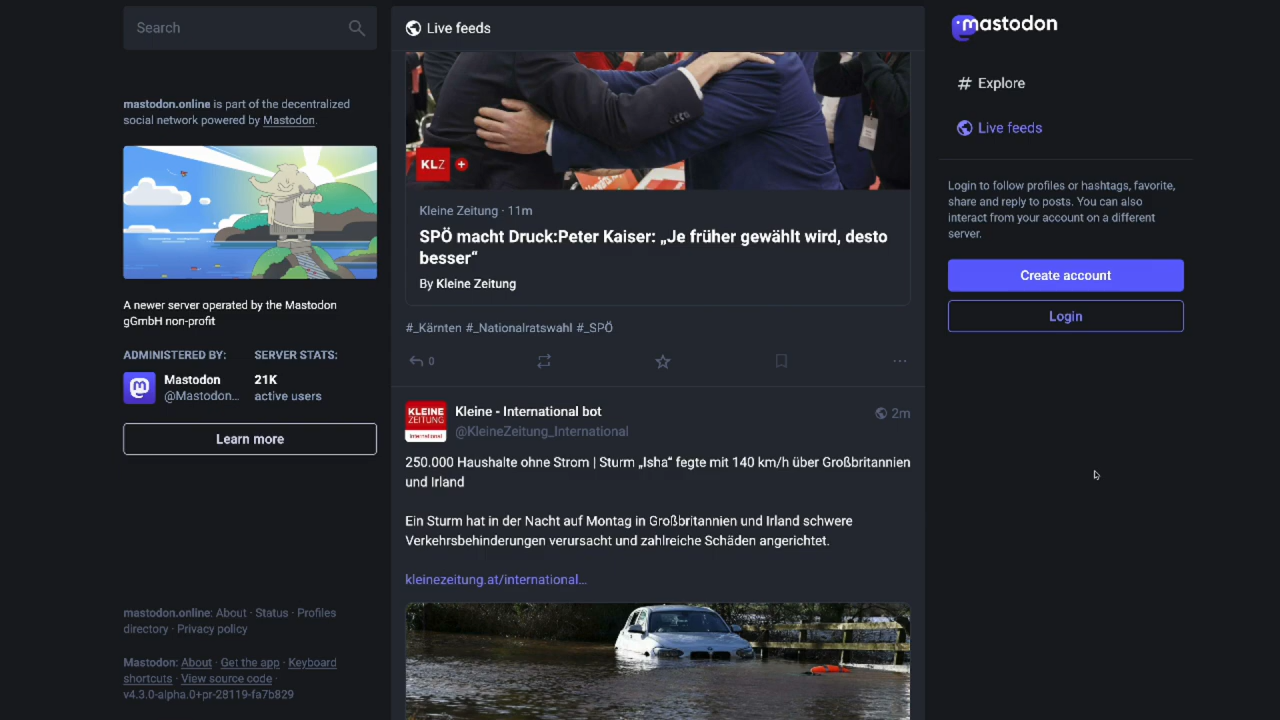 Search
mastodon.online is part of the decentralized
social network powered by Mastodon.
A newer server operated by the Mastodon
gGmbH non-profit
ADMINISTERED BY:
Mastodon
@Mastodon...
SERVER STATS:
21K
active users
Learn more
mastodon.online: About · Status · Profiles
directory · Privacy policy
Mastodon: About · Get the app · Keyboard
shortcuts · View source code ·
v4.3.0-alpha.0+pr-28119-fa7b829
Live feeds
KLZ +
Kleine Zeitung · 11m
SPÖ macht Druck:Peter Kaiser: „Je früher gewählt wird, desto
besser“
By Kleine Zeitung
#_Kärnten #_Nationalratswahl #_SPÖ
0
KLEINE
ZEITUNG
International
Kleine - International bot
2m
@KleineZeitung_International
250.000 Haushalte ohne Strom | Sturm „Isha“ fegte mit 140 km/h über Großbritannien
und Irland
Ein Sturm hat in der Nacht auf Montag in Großbritannien und Irland schwere
Verkehrsbehinderungen verursacht und zahlreiche Schäden angerichtet.
kleinezeitung.at/international...
mastodon
# Explore
Live feeds
Login to follow profiles or hashtags, favorite,
share and reply to posts. You can also
interact from your account on a different
server.
Create account
Login